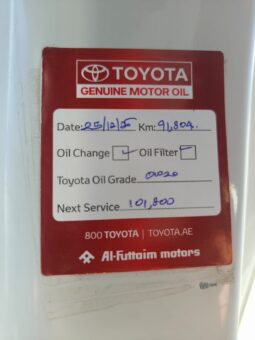 TOYOTA
GENUINE MOTOR OIL
Date: 25/12/20 Km: 91,804.
Oil Change ✓ Oil Filter
Toyota Oil Grade 0w20
Next Service 101,800
800 TOYOTA | TOYOTA.AE
Al-Futtaim motors